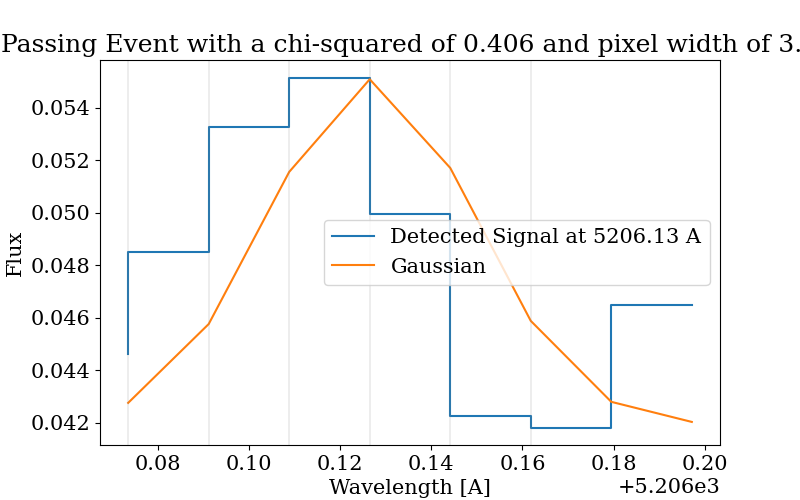 Passing Event with a chi-squared of 0.406 and pixel width of 3.
0.054
0.052
0.050
0.048
0.046
0.044
0.042
Flux
Detected Signal at 5206.13 A
Gaussian
0.08 0.10 0.12 0.14 0.16 0.18 0.20
+5.206e3
Wavelength [A]